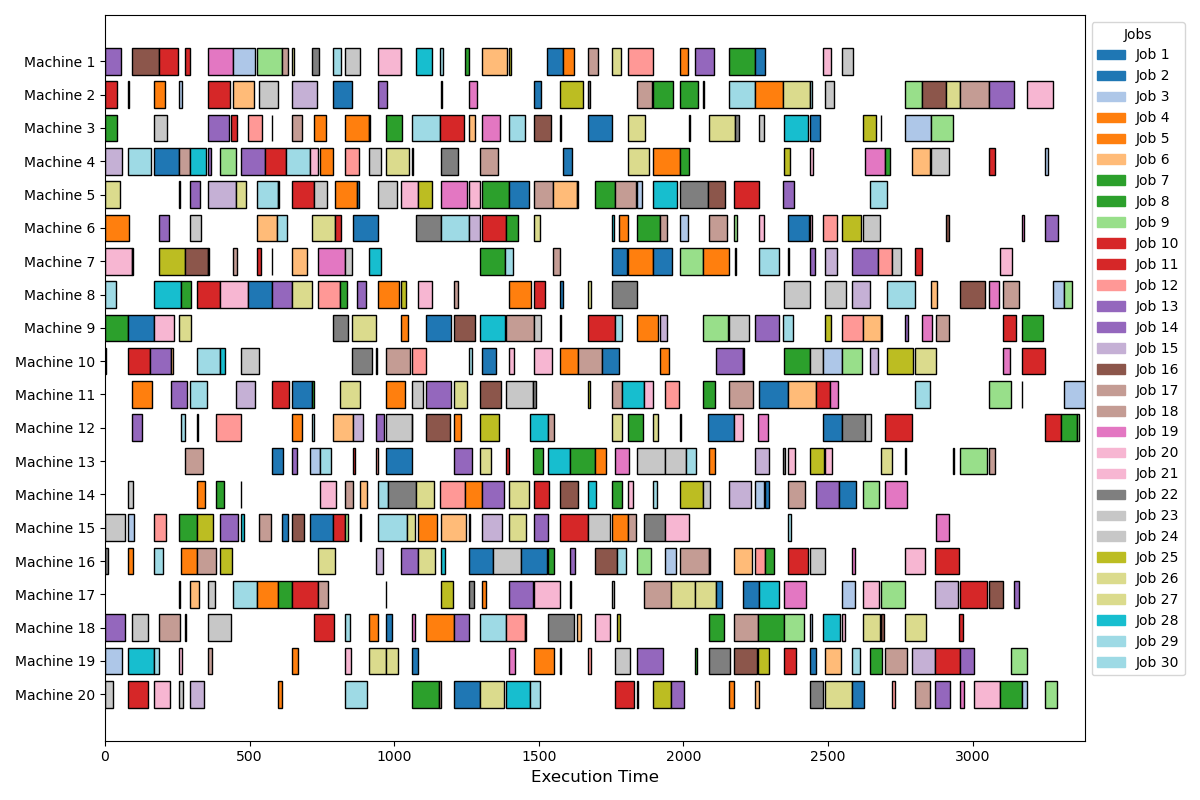 Machine 1
Machine 2
Machine 3
Machine 4
Machine 5
Machine 6
Machine 7
Machine 8
Machine 9
Machine 10
Machine 11
Machine 12
Machine 13
Machine 14
Machine 15
Machine 16
Machine 17
Machine 18
Machine 19
Machine 20
0 500 1000 1500 2000 2500 3000
Execution Time
Jobs
Job 1
Job 2
Job 3
Job 4
Job 5
Job 6
Job 7
Job 8
Job 9
Job 10
Job 11
Job 12
Job 13
Job 14
Job 15
Job 16
Job 17
Job 18
Job 19
Job 20
Job 21
Job 22
Job 23
Job 24
Job 25
Job 26
Job 27
Job 28
Job 29
Job 30